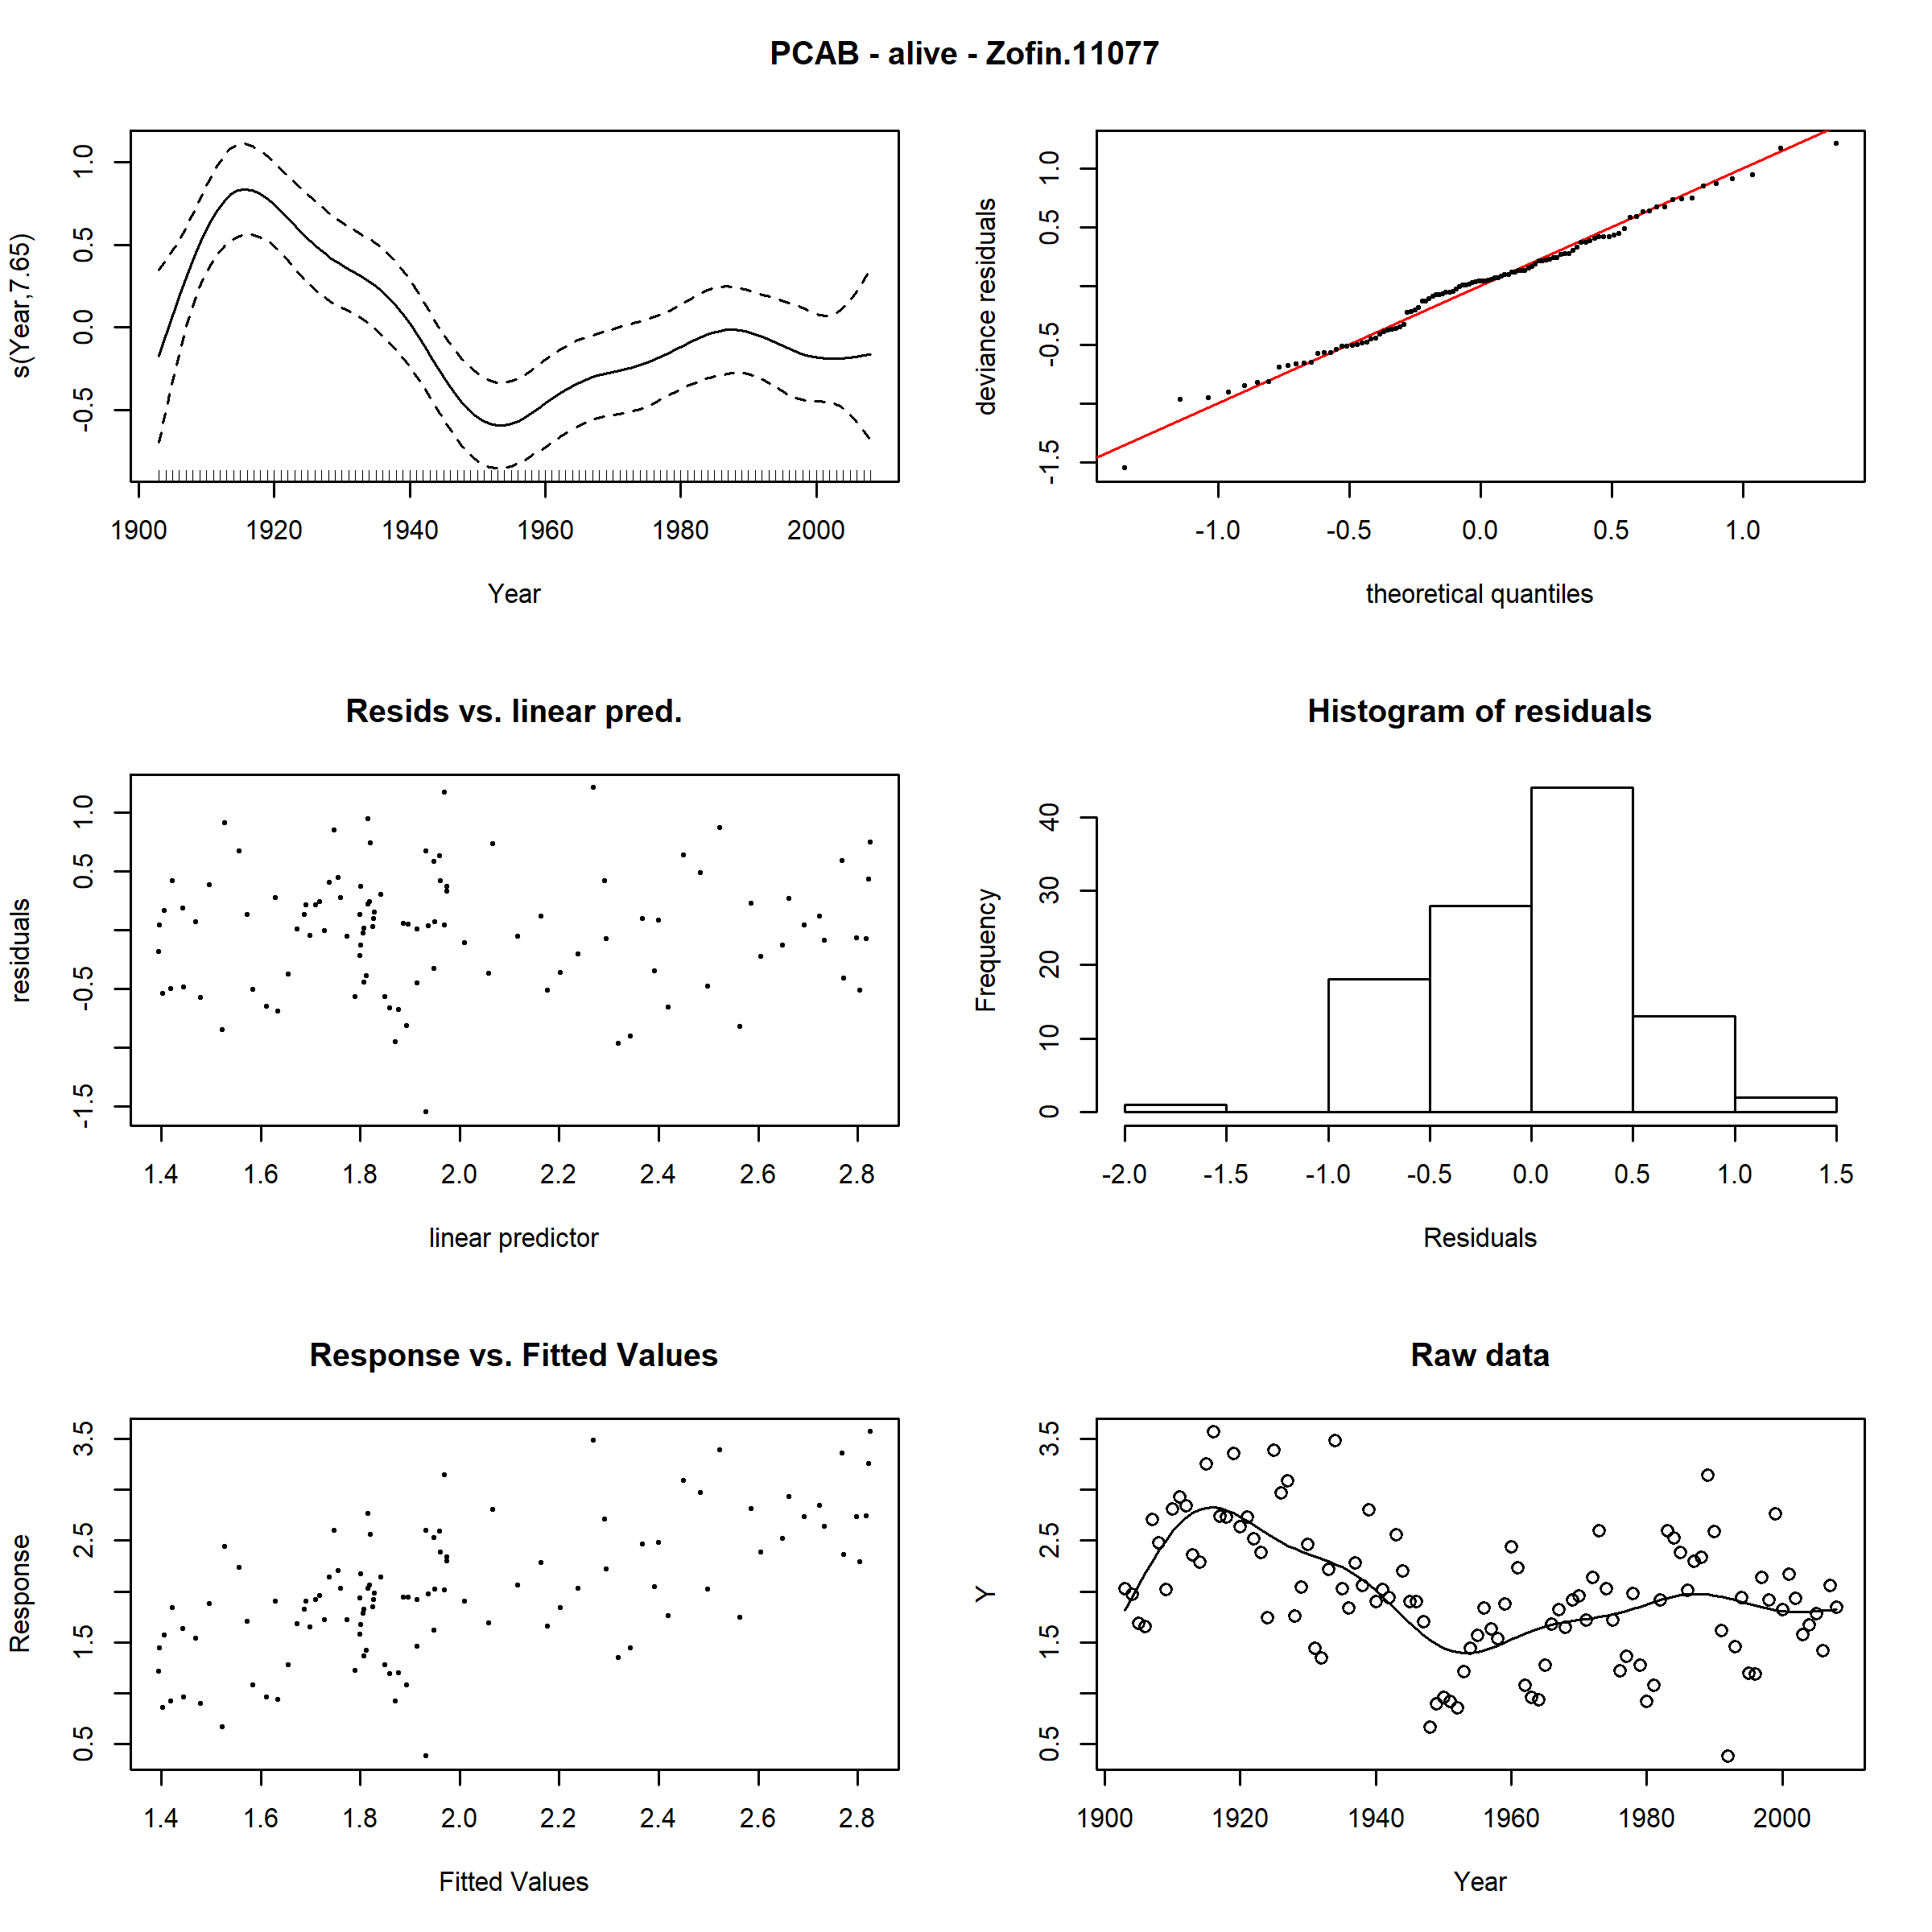 PCAB - alive - Zofin.11077
s(Year,7.65)
-0.5 0.0 0.5 1.0
1900 1920 1940 1960 1980 2000
Year
deviance residuals
-1.5 -0.5 0.5 1.0
-1.0 -0.5 0.0 0.5 1.0
theoretical quantiles
Resids vs. linear pred.
residuals
-1.5 -0.5 0.5 1.0
1.4 1.6 1.8 2.0 2.2 2.4 2.6 2.8
linear predictor
Histogram of residuals
Frequency
0 10 20 30 40
-2.0 -1.5 -1.0 -0.5 0.0 0.5 1.0 1.5
Residuals
Response vs. Fitted Values
Response
0.5 1.5 2.5 3.5
1.4 1.6 1.8 2.0 2.2 2.4 2.6 2.8
Fitted Values
Raw data
Y
0.5 1.5 2.5 3.5
1900 1920 1940 1960 1980 2000
Year